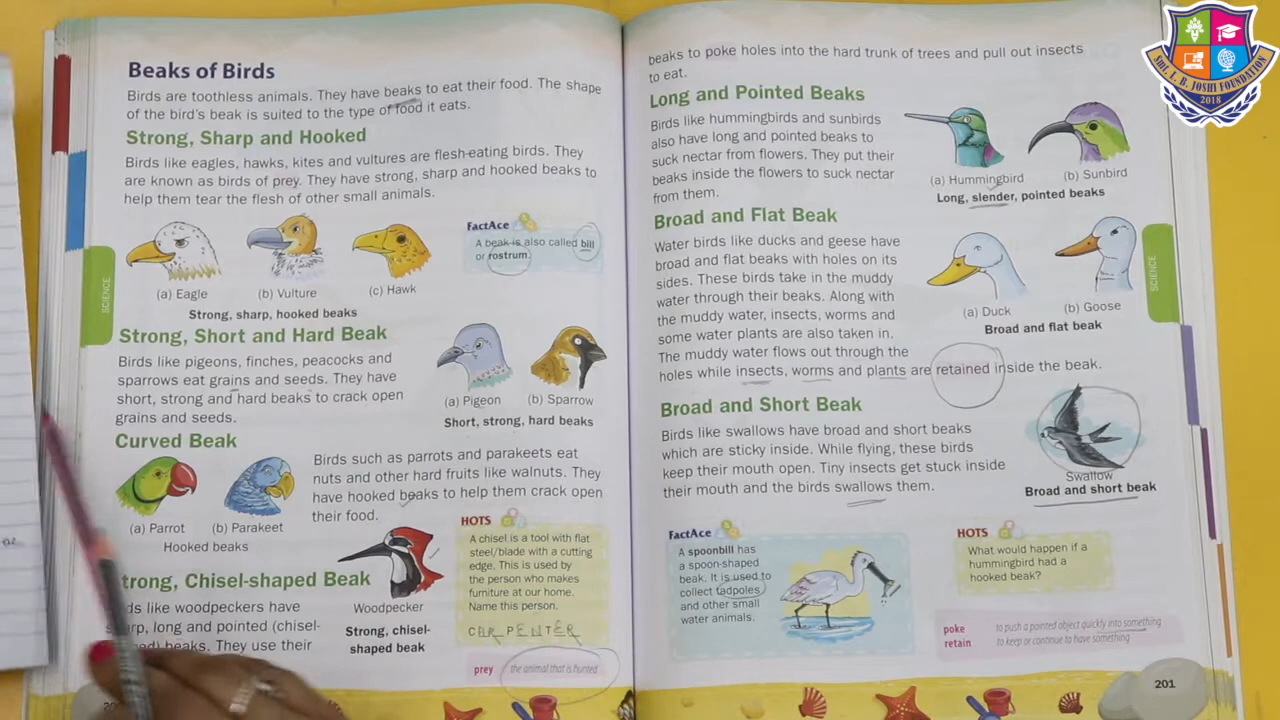 Beaks of Birds
Birds are toothless animals. They have beaks to eat their food. The shape
of the bird's beak is suited to the type of food it eats.
Strong, Sharp and Hooked
Birds like eagles, hawks, kites and vultures are flesh-eating birds. They
are known as birds of prey. They have strong, sharp and hooked beaks to
help them tear the flesh of other small animals.
FactAce
A beak is also called bill
or rostrum.
(a) Eagle
(b) Vulture
(c) Hawk
Strong, sharp, hooked beaks
SCIENCE
Strong, Short and Hard Beak
Birds like pigeons, finches, peacocks and
sparrows eat grains and seeds. They have
short, strong and hard beaks to crack open
grains and seeds.
(a) Pigeon
(b) Sparrow
Short, strong, hard beaks
Curved Beak
Birds such as parrots and parakeets eat
nuts and other hard fruits like walnuts. They
have hooked beaks to help them crack open
their food.
(a) Parrot
(b) Parakeet
Hooked beaks
trong, Chisel-shaped Beak
ds like woodpeckers have
rp, long and pointed (chisel-
ed) beaks. They use their
Woodpecker
Strong, chisel-
shaped beak
HOTS
A chisel is a tool with flat
steel/blade with a cutting
edge. This is used by
the person who makes
furniture at our home.
Name this person.
CARPENTER
prey the animal that is hunted
beaks to poke holes into the hard trunk of trees and pull out insects
to eat.
Long and Pointed Beaks
Birds like hummingbirds and sunbirds
also have long and pointed beaks to
suck nectar from flowers. They put their
beaks inside the flowers to suck nectar
from them.
(a) Hummingbird
(b) Sunbird
Long, slender, pointed beaks
Broad and Flat Beak
Water birds like ducks and geese have
broad and flat beaks with holes on its
sides. These birds take in the muddy
water through their beaks. Along with
the muddy water, insects, worms and
some water plants are also taken in.
The muddy water flows out through the
holes while insects, worms and plants are retained inside the beak.
(a) Duck
(b) Goose
Broad and flat beak
SCIENCE
Broad and Short Beak
Birds like swallows have broad and short beaks
which are sticky inside. While flying, these birds
keep their mouth open. Tiny insects get stuck inside
their mouth and the birds swallows them.
Swallow
Broad and short beak
FactAce
A spoonbill has
a spoon-shaped
beak. It is used to
collect tadpoles
and other small
water animals.
HOTS
What would happen if a
hummingbird had a
hooked beak?
poke to push a pointed object quickly into something
retain to keep or continue to have something
201
SMT. L. B. JOSHI FOUNDATION
2018